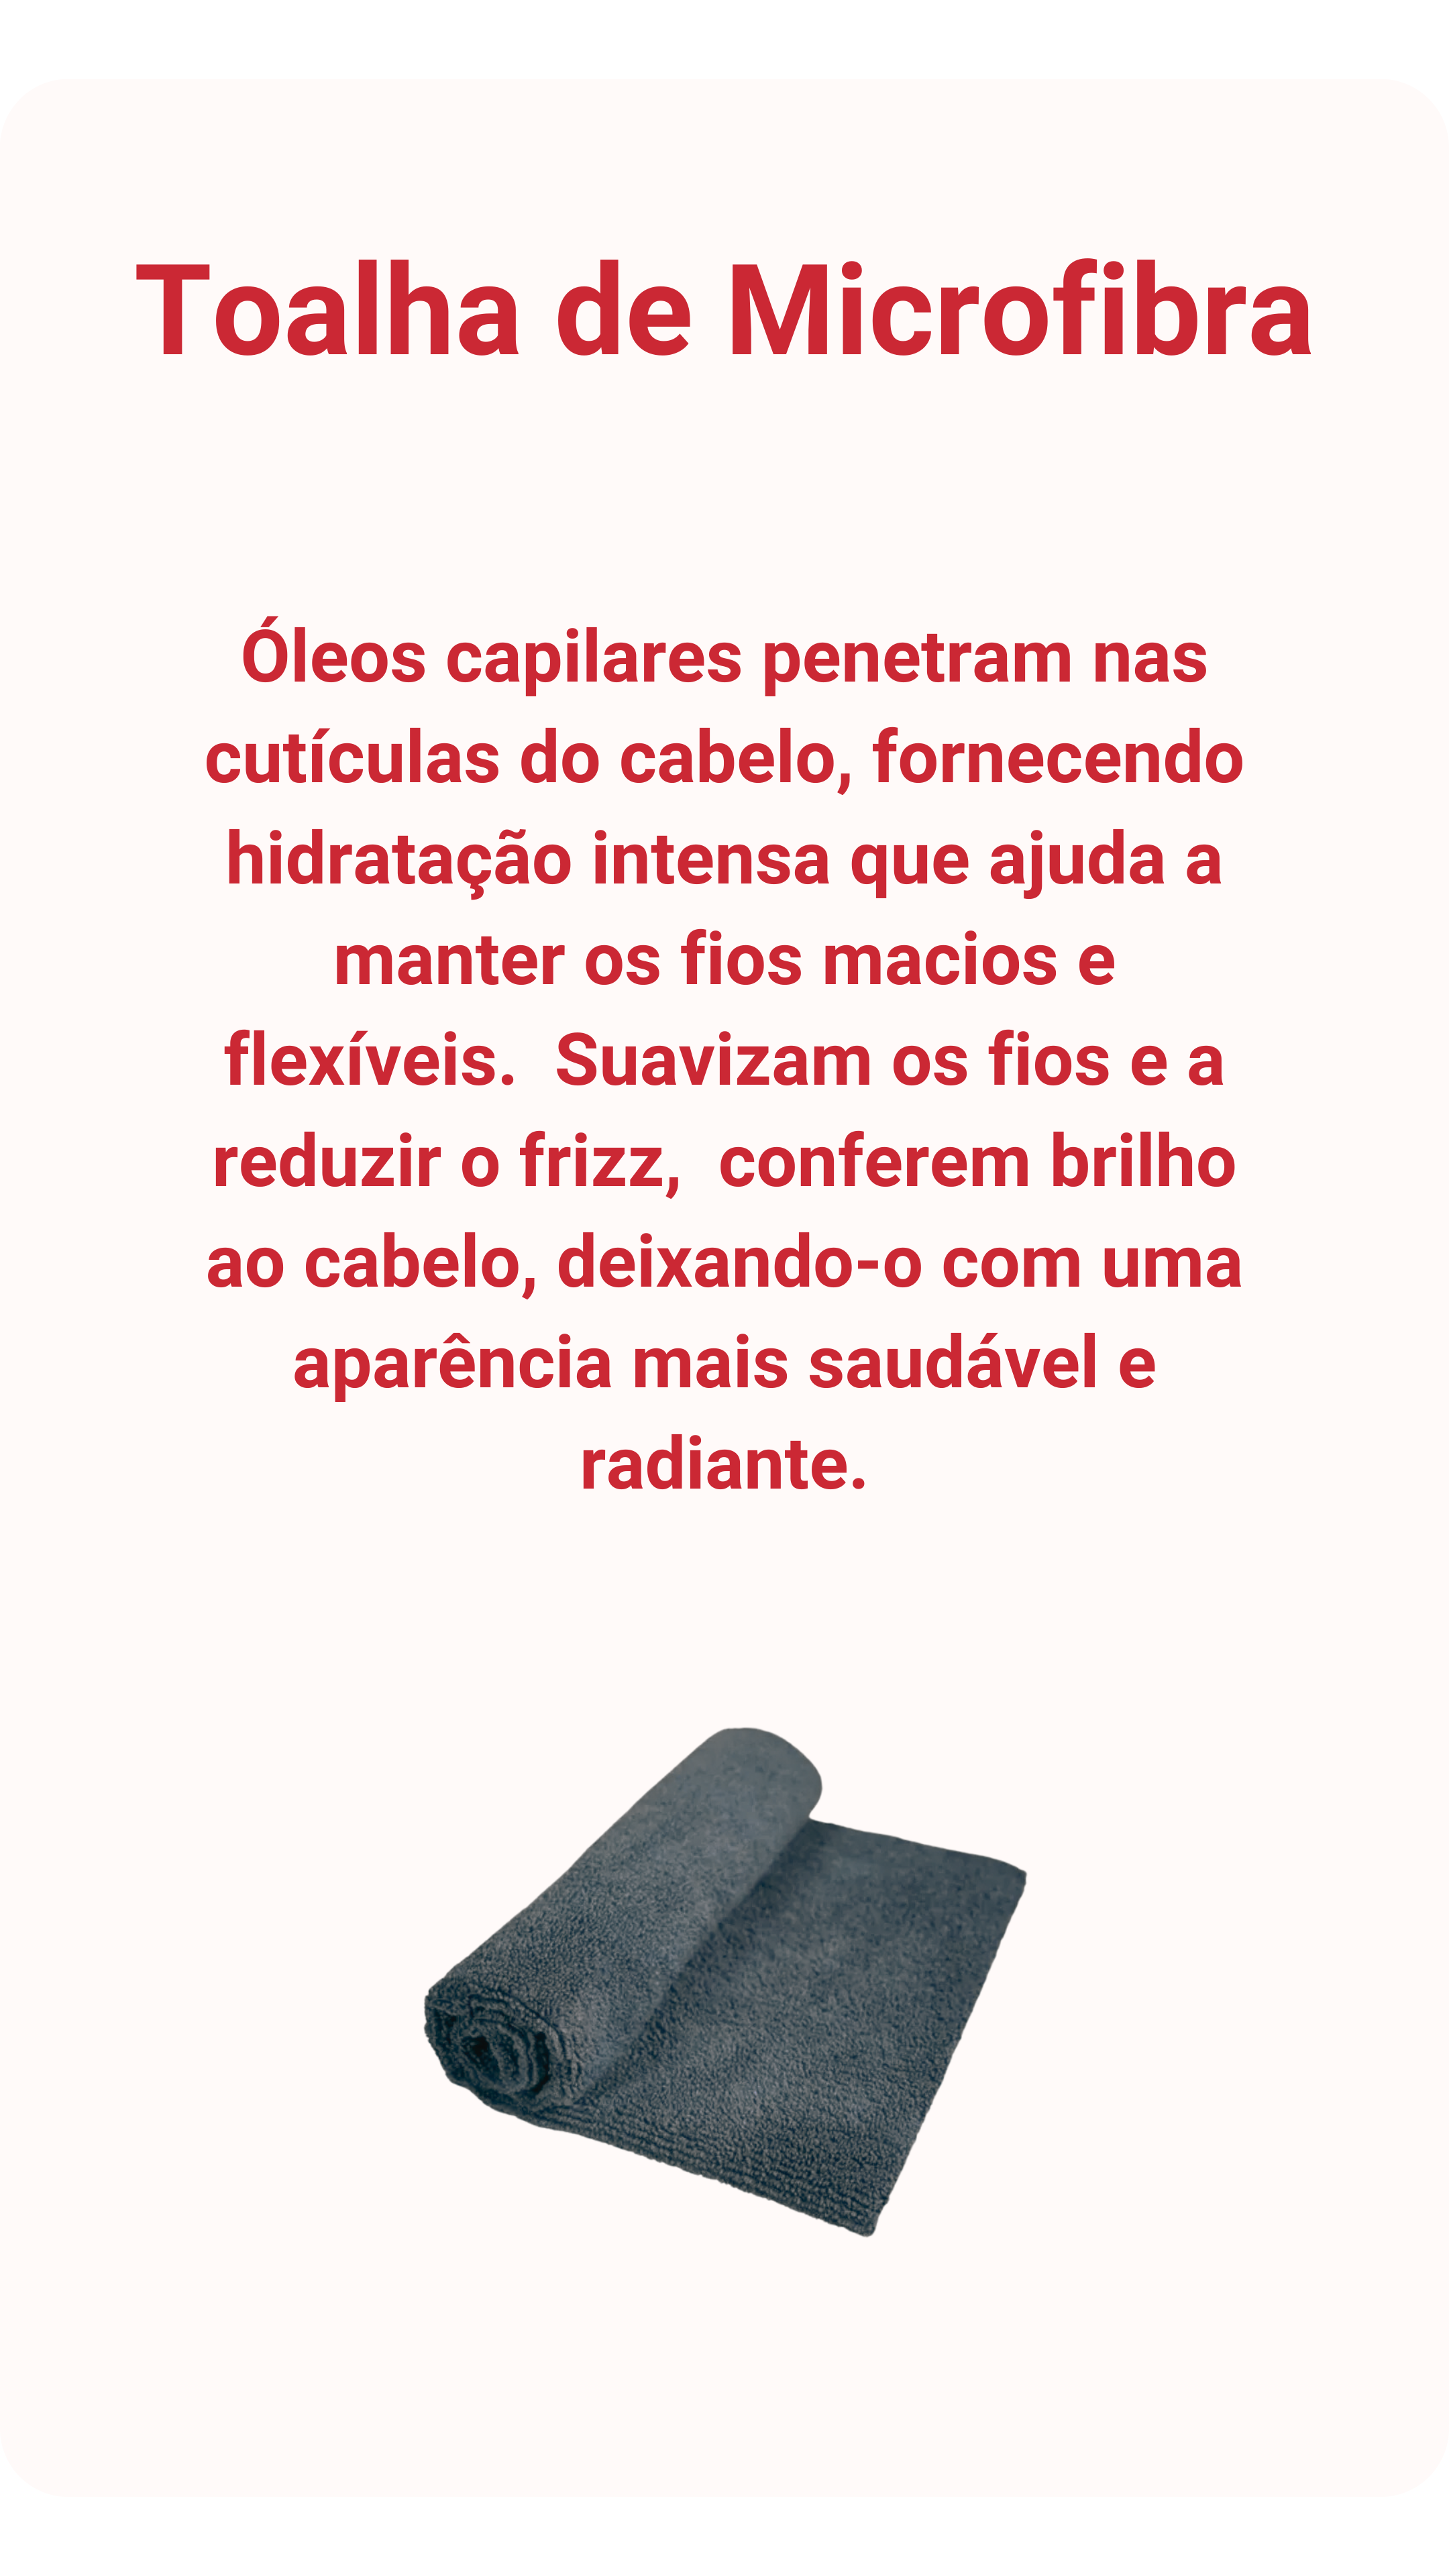 Toalha de Microfibra
Óleos capilares penetram nas
cutículas do cabelo, fornecendo
hidratação intensa que ajuda a
manter os fios macios e
flexíveis.  Suavizam os fios e a
reduzir o frizz,  conferem brilho
ao cabelo, deixando-o com uma
aparência mais saudável e
radiante.